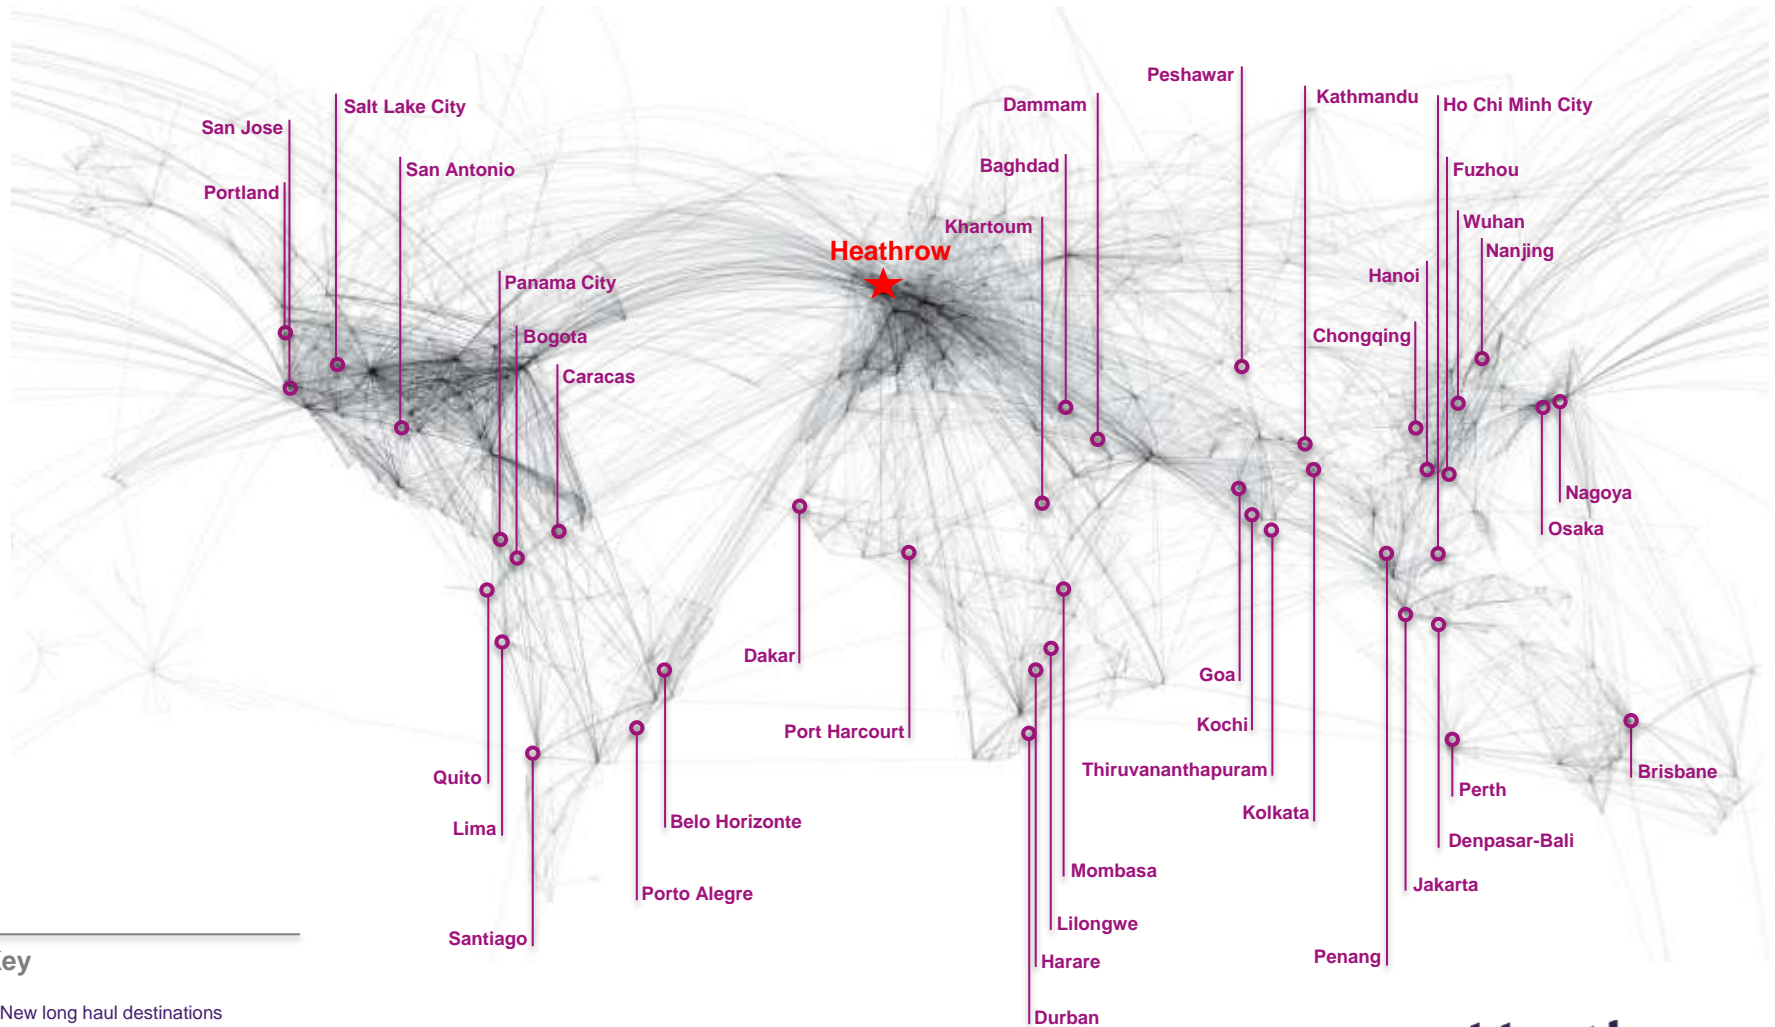 Peshawar
Kathmandu
Salt Lake City
Dammam
Ho Chi Minh City
San Jose
San Antonio
Baghdad
Fuzhou
Portland
Khartoum
Wuhan
Heathrow
Nanjing
Panama City
Hanoi
Bogota
Chongqing
Caracas
Nagoya
Osaka
Dakar
Goa
Kochi
Port Harcourt
Thiruvananthapuram
Brisbane
Quito
Perth
Kolkata
Belo Horizonte
Lima
Denpasar-Bali
Mombasa
Jakarta
Porto Alegre
Lilongwe
Santiago
Penang
Harare
New long haul destinations
Durban